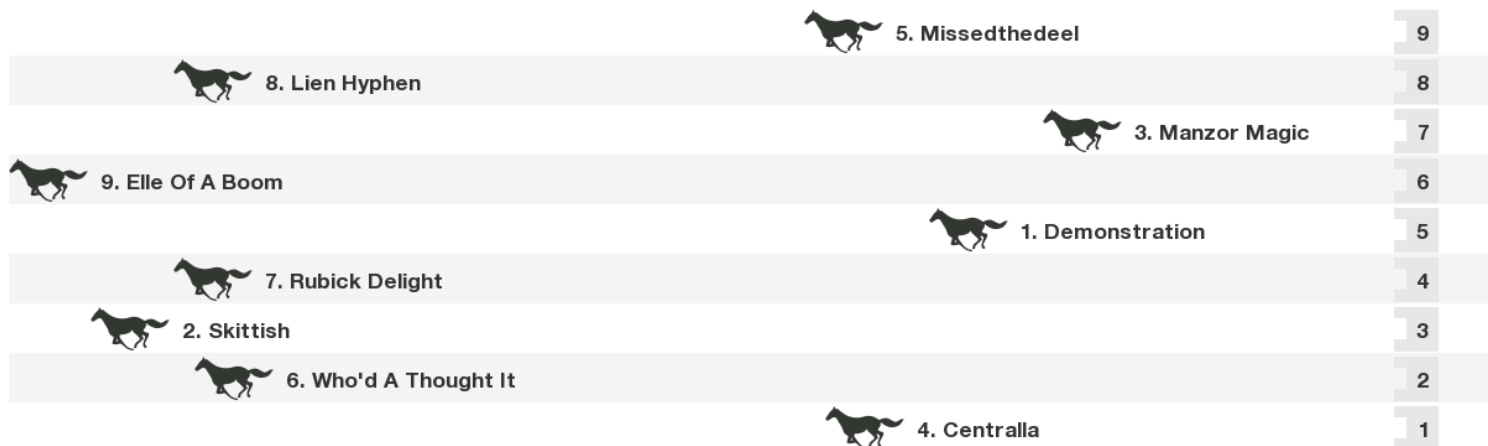 5. Missedthedeel 9
8. Lien Hyphen 8
3. Manzor Magic 7
9. Elle Of A Boom 6
1. Demonstration 5
7. Rubick Delight 4
2. Skittish 3
6. Who'd A Thought It 2
4. Centralla 1